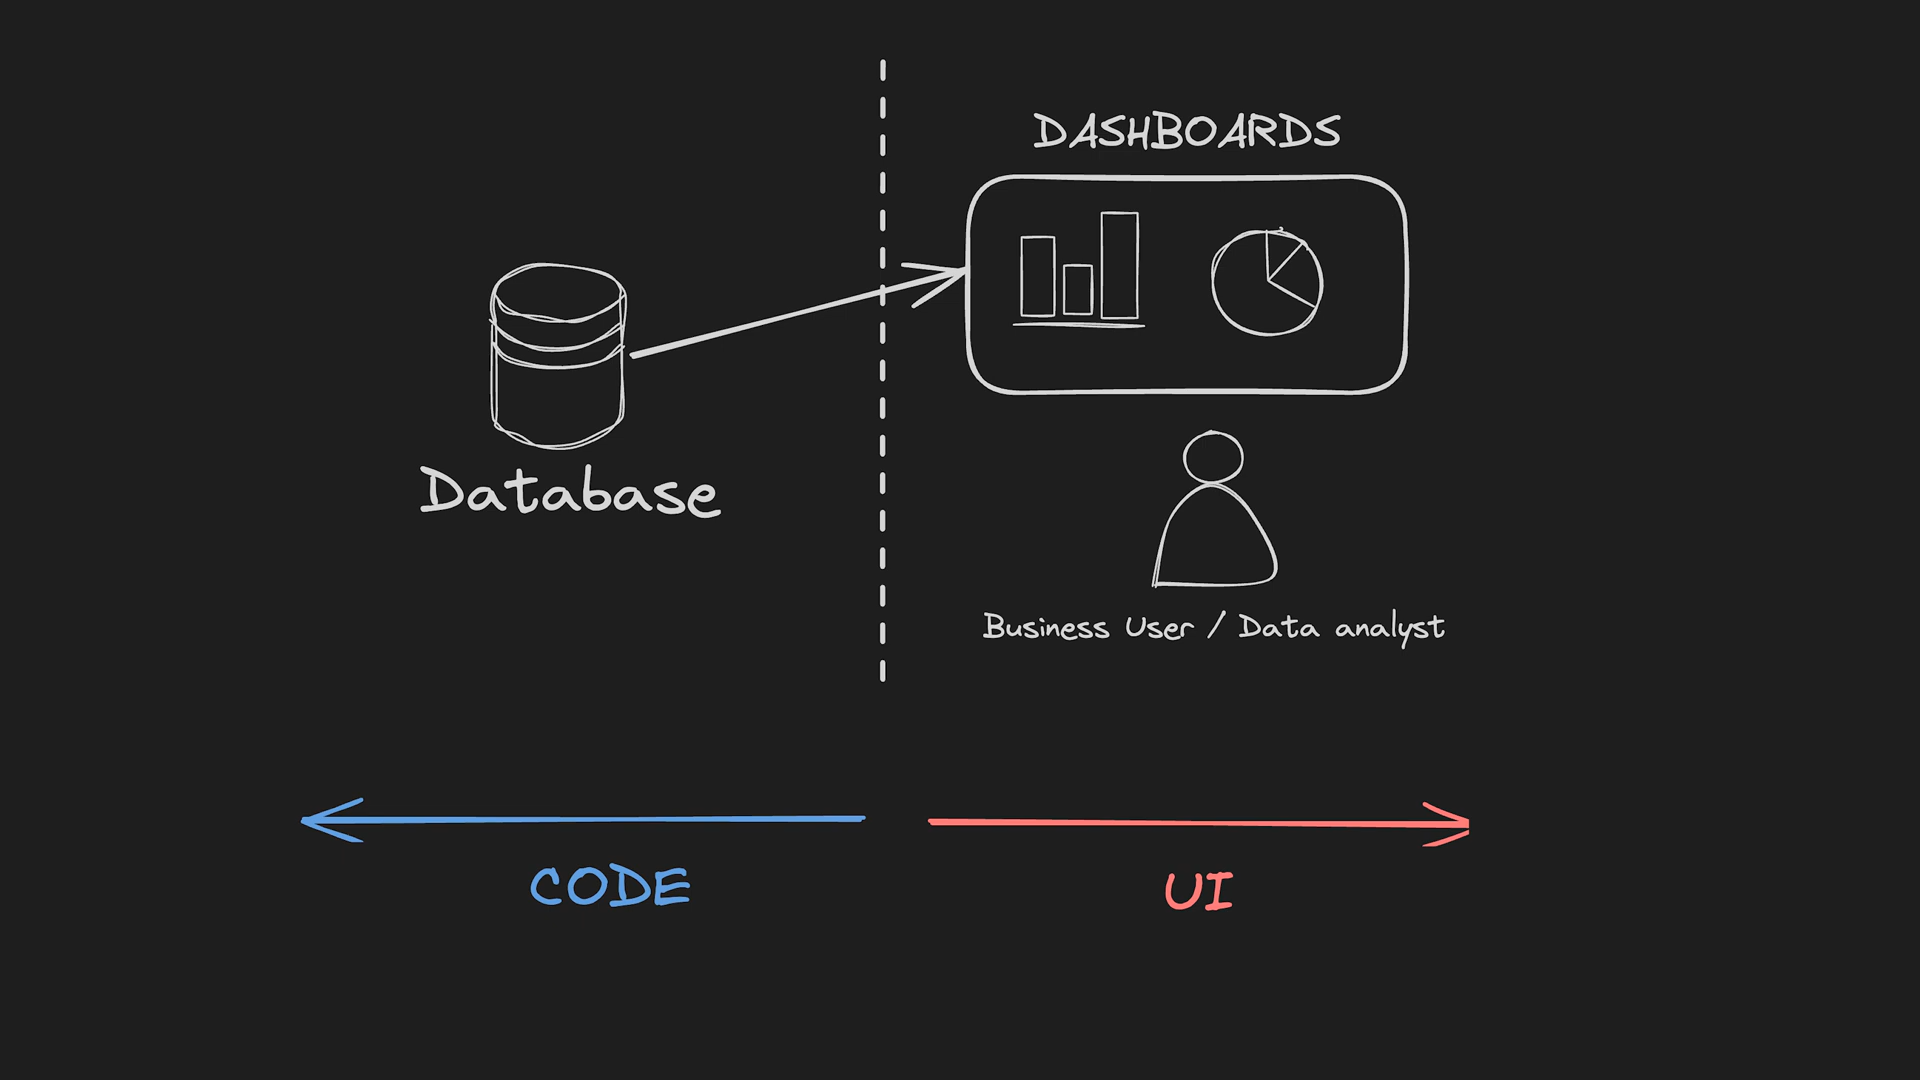 DASHBOARDS
Database
Business User / Data analyst
CODE
UI